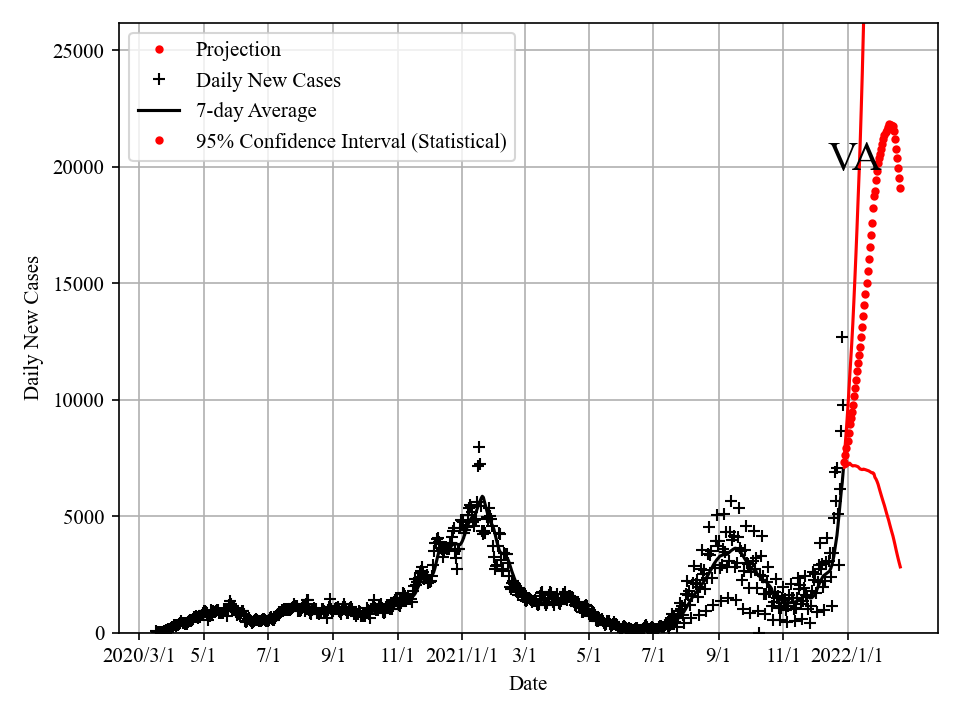 25000
20000
15000
10000
5000
0
Daily New Cases
Projection
Daily New Cases
7-day Average
95% Confidence Interval (Statistical)
VA
2020/3/1 5/1 7/1 9/1 11/1 2021/1/1 3/1 5/1 7/1 9/1 11/1 2022/1/1
Date